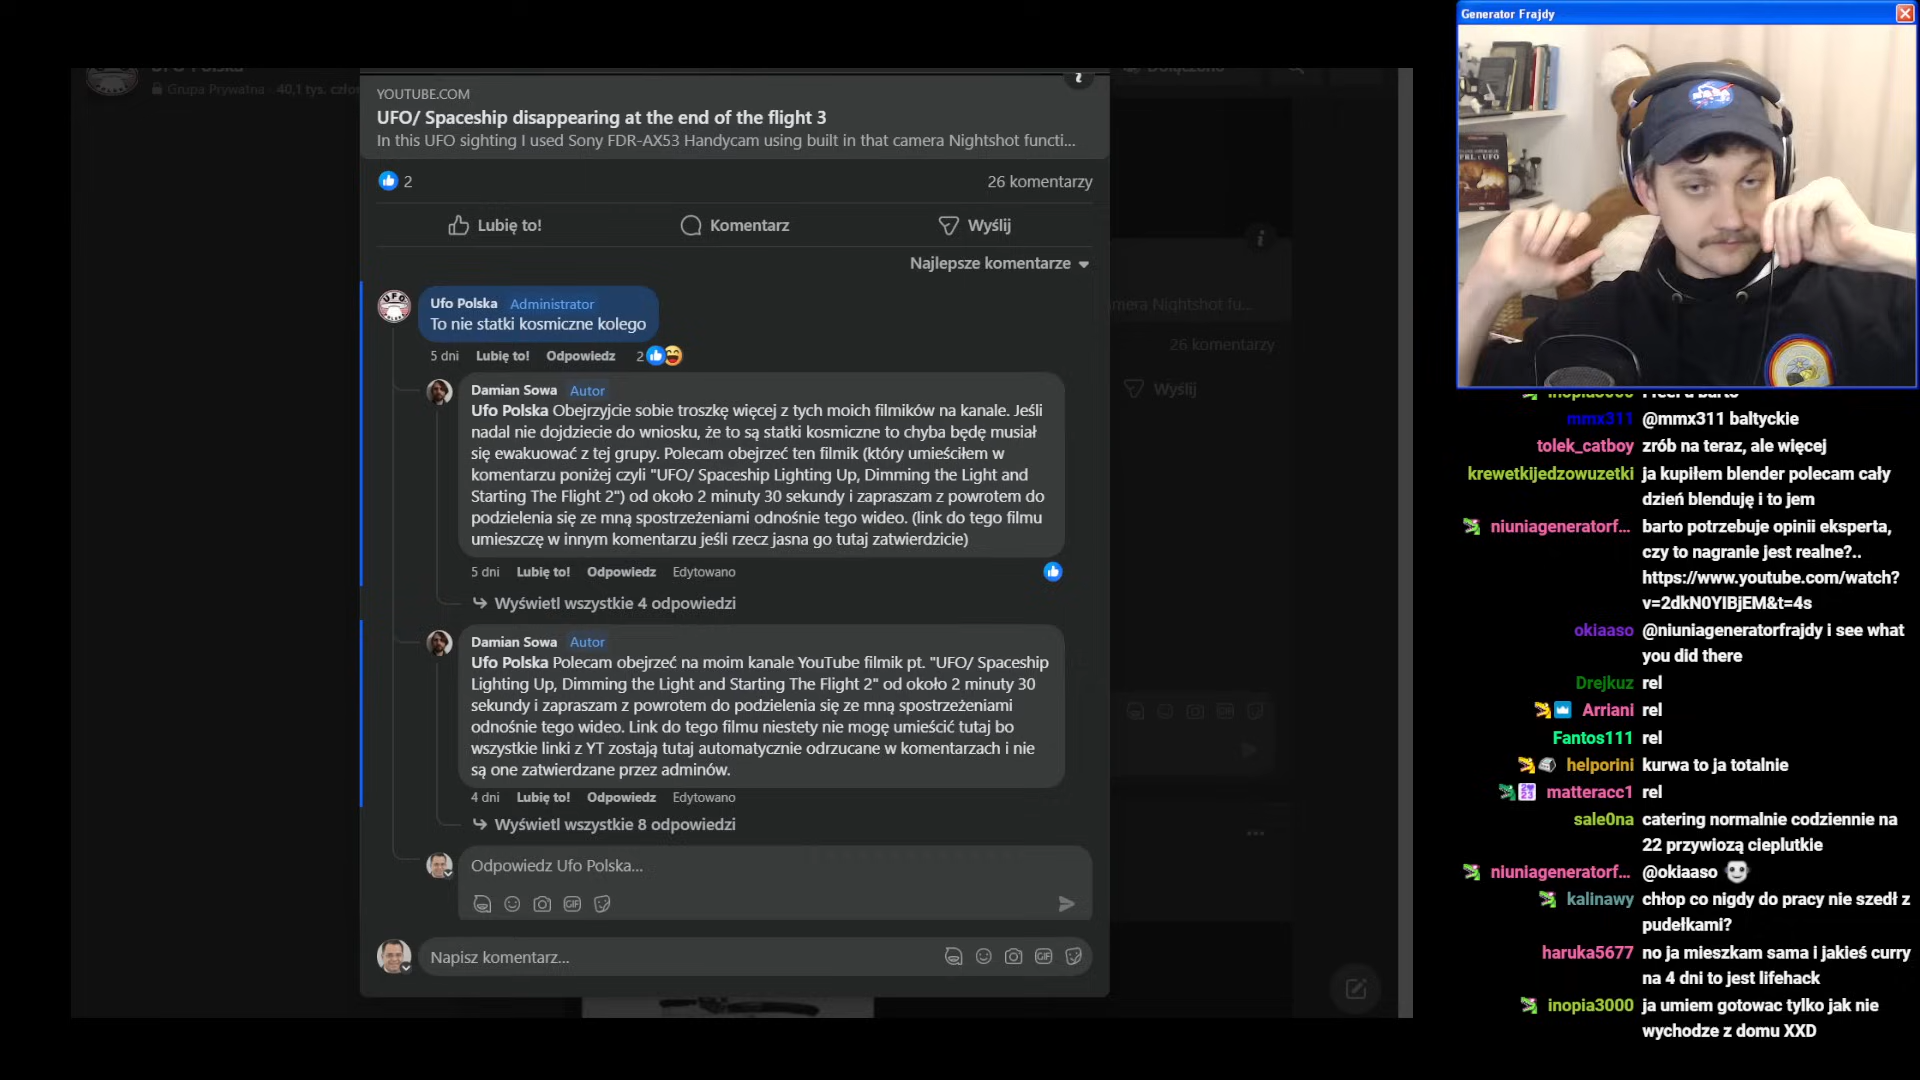 Grupa Prywatna · 40,1 tys. człon
YOUTUBE.COM
UFO/ Spaceship disappearing at the end of the flight 3
In this UFO sighting I used Sony FDR-AX53 Handycam using built in that camera Nightshot functi...
2
26 komentarzy
Lubię to!
Komentarz
Wyślij
Najlepsze komentarze
Ufo Polska Administrator
To nie statki kosmiczne kolego
5 dni Lubię to! Odpowiedz 2
Damian Sowa Autor
Ufo Polska Obejrzyjcie sobie troszkę więcej z tych moich filmików na kanale. Jeśli
nadal nie dojdziecie do wniosku, że to są statki kosmiczne to chyba będę musiał
się ewakuować z tej grupy. Polecam obejrzeć ten filmik (który umieściłem w
komentarzu poniżej czyli "UFO/ Spaceship Lighting Up, Dimming the Light and
Starting The Flight 2") od około 2 minuty 30 sekundy i zapraszam z powrotem do
podzielenia się ze mną spostrzeżeniami odnośnie tego wideo. (link do tego filmu
umieszczę w innym komentarzu jeśli rzecz jasna go tutaj zatwierdzicie)
5 dni Lubię to! Odpowiedz Edytowano
Wyświetl wszystkie 4 odpowiedzi
Damian Sowa Autor
Ufo Polska Polecam obejrzeć na moim kanale YouTube filmik pt. "UFO/ Spaceship
Lighting Up, Dimming the Light and Starting The Flight 2" od około 2 minuty 30
sekundy i zapraszam z powrotem do podzielenia się ze mną spostrzeżeniami
odnośnie tego wideo. Link do tego filmu niestety nie mogę umieścić tutaj bo
wszystkie linki z YT zostają tutaj automatycznie odrzucane w komentarzach i nie
są one zatwierdzane przez adminów.
4 dni Lubię to! Odpowiedz Edytowano
Wyświetl wszystkie 8 odpowiedzi
Odpowiedz Ufo Polska...
GIF
Napisz komentarz...
GIF
mera Nightshot fu...
26 komentarzy
Wyślij
Generator Frajdy
PRL i UFO
mmx311 @mmx311 baltyckie
tolek_catboy zrób na teraz, ale więcej
krewetkijedzowuzetki ja kupiłem blender polecam cały
dzień blenduję i to jem
niuniageneratorf... barto potrzebuje opinii eksperta,
czy to nagranie jest realne?..
https://www.youtube.com/watch?
v=2dkN0YIBjEM&t=4s
okiaaso @niuniageneratorfrajdy i see what
you did there
Drejkuz rel
Arriani rel
Fantos111 rel
helporini kurwa to ja totalnie
matteracc1 rel
sale0na catering normalnie codziennie na
22 przywiozą cieplutkie
niuniageneratorf... @okiaaso
kalinawy chłop co nigdy do pracy nie szedł z
pudełkami?
haruka5677 no ja mieszkam sama i jakieś curry
na 4 dni to jest lifehack
inopia3000 ja umiem gotowac tylko jak nie
wychodze z domu XXD